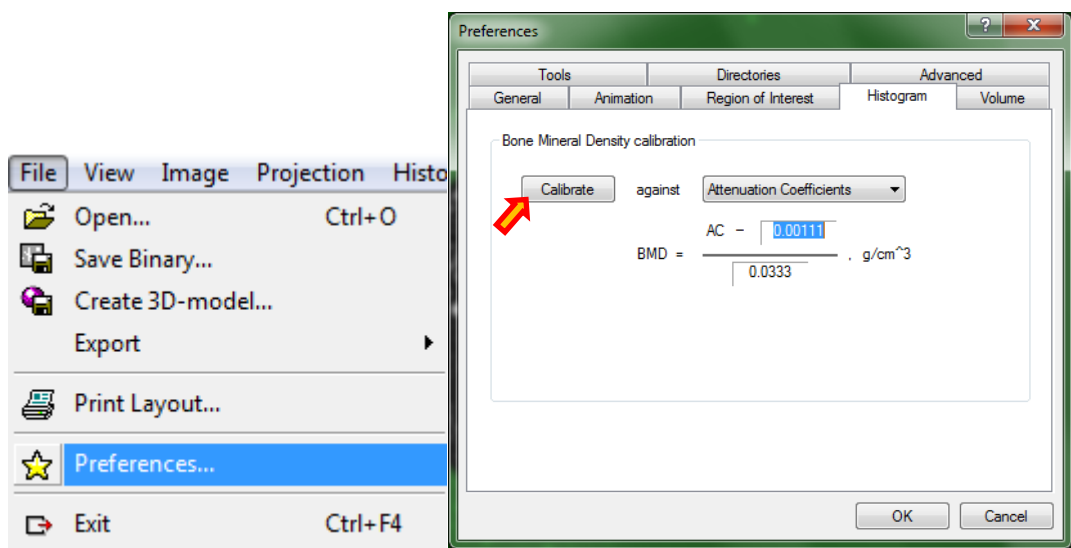 File View Image Projection Histo
Open... Ctrl+O
Save Binary...
Create 3D-model...
Export
Print Layout...
Preferences...
Exit Ctrl+F4
Preferences
Tools Directories Advanced
General Animation Region of Interest Histogram Volume
Bone Mineral Density calibration
Calibrate against Attenuation Coefficients
AC - 0.00111
BMD = , g/cm^3
0.0333
OK Cancel